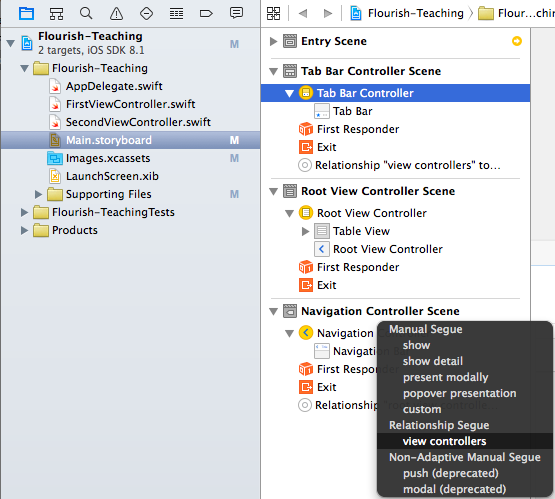 Flourish-Teaching
2 targets, iOS SDK 8.1
M
Flourish-Teaching
AppDelegate.swift
FirstViewController.swift
SecondViewController.swift
Main.storyboard
M
Images.xcassets
M
LaunchScreen.xib
Supporting Files
M
Flourish-TeachingTests
Products
Flourish-Teaching
Flour...chin
Entry Scene
Tab Bar Controller Scene
Tab Bar Controller
Tab Bar
First Responder
Exit
Relationship "view controllers" to...
Root View Controller Scene
Root View Controller
Table View
Root View Controller
First Responder
Exit
Navigation Controller Scene
Navigation
Navigation
First Res
Exit
Relationship
Manual Segue
show
show detail
present modally
popover presentation
custom
Relationship Segue
view controllers
Non-Adaptive Manual Segue
push (deprecated)
modal (deprecated)